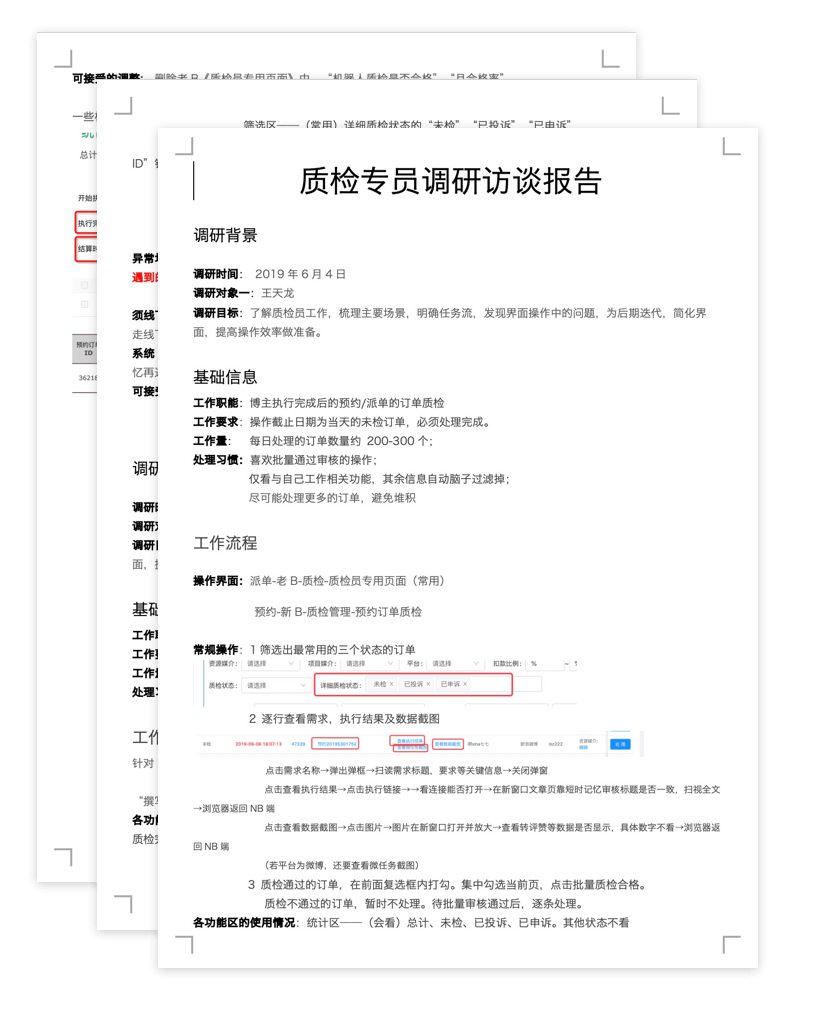 可接受的调整：删除老 B《质检员专用页面》中，“机器人质检是否合格”“月合格率”
一些
总计
开始执
执行完
结算时
预约订单
ID
36218
筛选区——（常用）详细质检状态的“未检”“已投诉”“已申诉”
ID”
异常
遇到的
须线下
走线下
系统
忆再
可接受
调研
调研时
调研对
调研目
面，
基础
工作职
工作要
工作量
处理习
工作
针对
“撰写
各功能
质检完
质检专员调研访谈报告
调研背景
调研时间： 2019 年 6 月 4 日
调研对象一：王天龙
调研目标：了解质检员工作，梳理主要场景，明确任务流，发现界面操作中的问题，为后期迭代，简化界
面，提高操作效率做准备。
基础信息
工作职能：博主执行完成后的预约/派单的订单质检
工作要求：操作截止日期为当天的未检订单，必须处理完成。
工作量： 每日处理的订单数量约 200-300 个；
处理习惯：喜欢批量通过审核的操作；
仅看与自己工作相关功能，其余信息自动脑子过滤掉；
尽可能处理更多的订单，避免堆积
工作流程
操作界面：派单-老 B-质检-质检员专用页面（常用）
预约-新 B-质检管理-预约订单质检
常规操作：1 筛选出最常用的三个状态的订单
资源媒介： 请选择 项目媒介： 请选择 平台： 请选择 扣款比例： % ~
质检状态： 请选择 详细质检状态： 未检 × 已投诉 × 已申诉 ×
2 逐行查看需求，执行结果及数据截图
未检 47339 查看执行结果 查看数据截图 新浪微博 资源媒介：
处理
点击需求名称→弹出弹框→扫读需求标题，要求等关键信息→关闭弹窗
点击查看执行结果→点击执行链接→→看连接能否打开→在新窗口文章页靠短时记忆审核标题是否一致，扫视全文
→浏览器返回 NB 端
点击查看数据截图→点击图片→图片在新窗口打开并放大→查看转评赞等数据是否显示，具体数字不看→浏览器返
回 NB 端
（若平台为微博，还要查看微任务截图）
3 质检通过的订单，在前面复选框内打勾。集中勾选当前页，点击批量质检合格。
质检不通过的订单，暂时不处理。待批量审核通过后，逐条处理。
各功能区的使用情况：统计区——（会看）总计、未检、已投诉、已申诉。其他状态不看